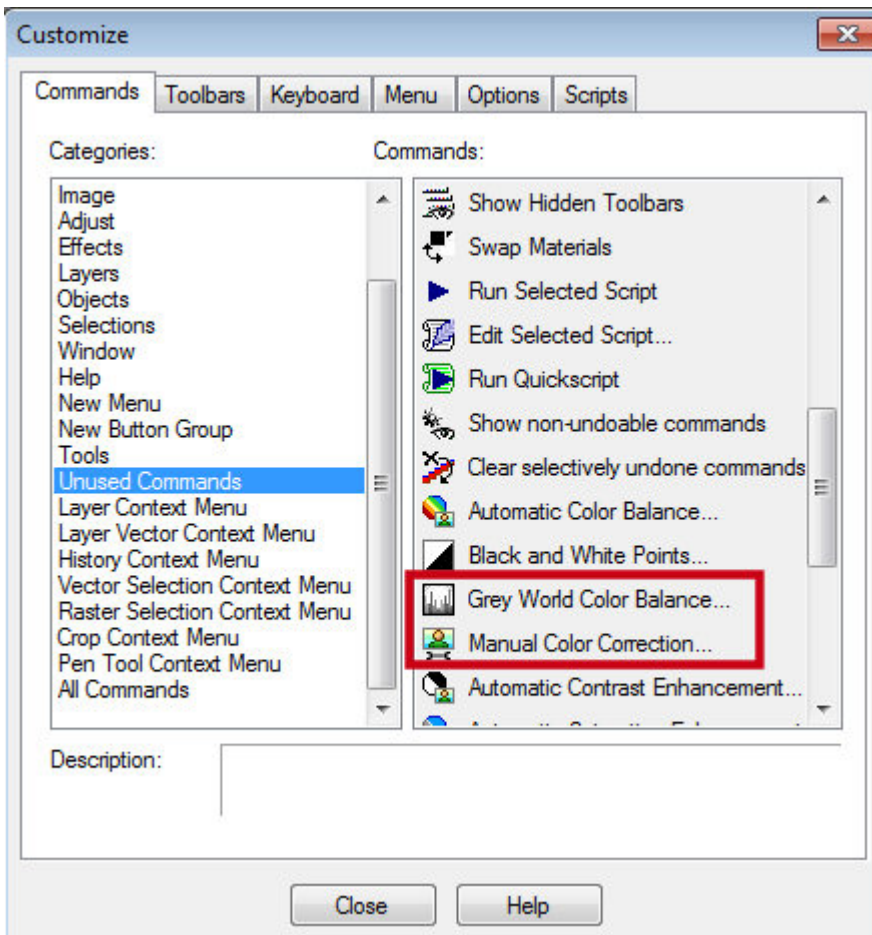 Customize
Commands Toolbars Keyboard Menu Options Scripts
Categories:
Commands:
Image
Adjust
Effects
Layers
Objects
Selections
Window
Help
New Menu
New Button Group
Tools
Unused Commands
Layer Context Menu
Layer Vector Context Menu
History Context Menu
Vector Selection Context Menu
Raster Selection Context Menu
Crop Context Menu
Pen Tool Context Menu
All Commands
Show Hidden Toolbars
Swap Materials
Run Selected Script
Edit Selected Script...
Run Quickscript
Show non-undoable commands
Clear selectively undone commands
Automatic Color Balance...
Black and White Points...
Grey World Color Balance...
Manual Color Correction...
Automatic Contrast Enhancement...
Description:
Close Help